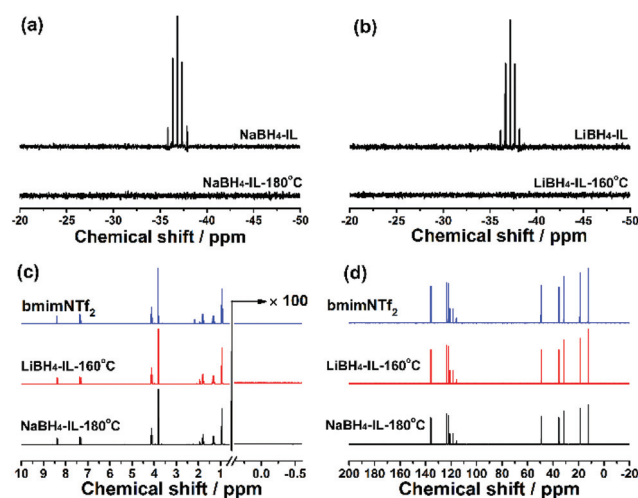 (a)
NaBH₄-IL
NaBH₄-IL-180°C
-20 -25 -30 -35 -40 -45 -50
Chemical shift / ppm
(b)
LiBH₄-IL
LiBH₄-IL-160°C
-20 -25 -30 -35 -40 -45 -50
Chemical shift / ppm
(c)
× 100
bmimNTf₂
LiBH₄-IL-160°C
NaBH₄-IL-180°C
10 9 8 7 6 5 4 3 2 1 0.0 -0.5
Chemical shift / ppm
(d)
bmimNTf₂
LiBH₄-IL-160°C
NaBH₄-IL-180°C
200 180 160 140 120 100 80 60 40 20 0 -20
Chemical shift / ppm